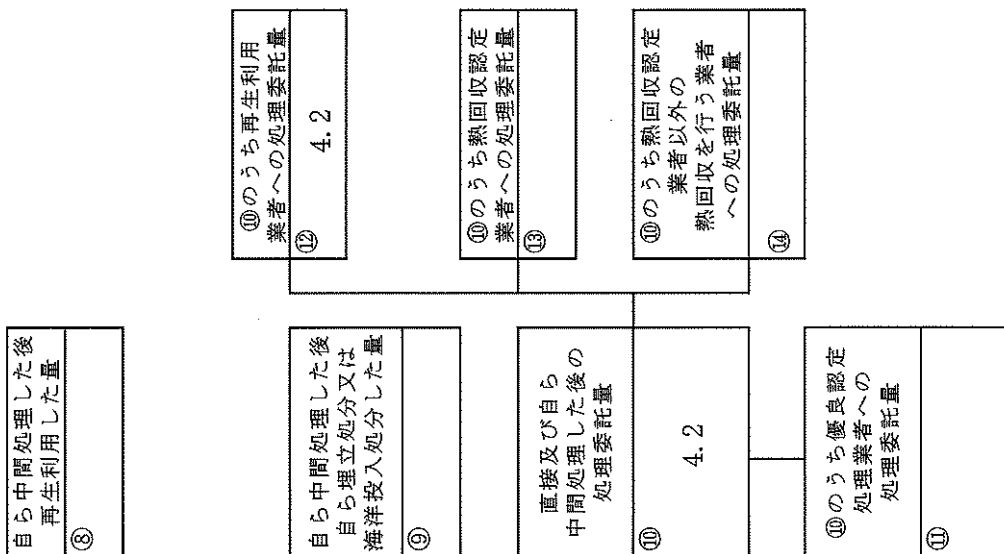 自ら中間処理した後
再生利用した量
⑧
自ら中間処理した後
自ら埋立処分又は
海洋投入処分した量
⑨
直接及び自ら
中間処理した後の
処理委託量
⑩
4.2
⑩のうち優良認定
処理業者への
処理委託量
⑪
⑩のうち再生利用
業者への処理委託量
⑫
4.2
⑩のうち熱回収認定
業者への処理委託量
⑬
⑩のうち熱回収認定
業者以外の
熱回収を行う業者
への処理委託量
⑭